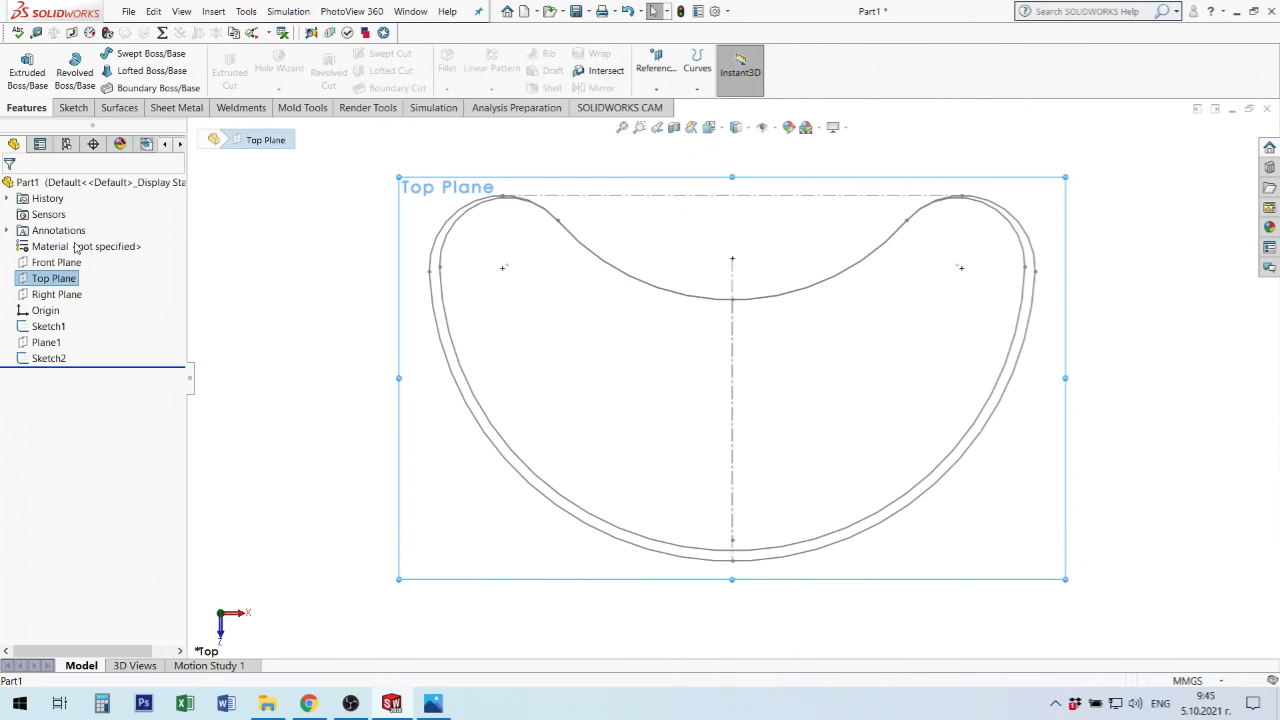 SOLIDWORKS File Edit View Insert Tools Simulation PhotoView 360 Window Help Part1 * Search SOLIDWORKS Help
Extruded Boss/Base
Revolved Boss/Base
Swept Boss/Base
Lofted Boss/Base
Boundary Boss/Base
Extruded Cut
Hole Wizard
Revolved Cut
Swept Cut
Lofted Cut
Boundary Cut
Fillet
Linear Pattern
Rib
Draft
Shell
Wrap
Intersect
Mirror
Referenc...
Curves
Instant3D
Features Sketch Surfaces Sheet Metal Weldments Mold Tools Render Tools Simulation Analysis Preparation SOLIDWORKS CAM
Top Plane
Part1 (Default<<Default>_Display Sta
History
Sensors
Annotations
Material <not specified>
Front Plane
Top Plane
Right Plane
Origin
Sketch1
Plane1
Sketch2
Top Plane
X
Z
*Top
Model 3D Views Motion Study 1
Part1 MMGS
ENG
9:45
5.10.2021 г.